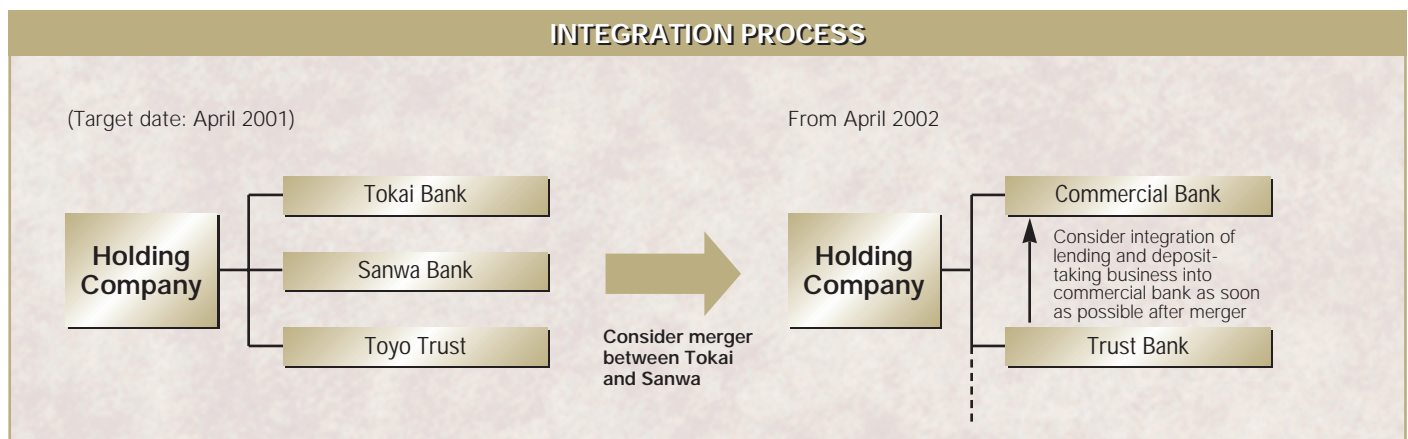 INTEGRATION PROCESS
(Target date: April 2001)
Holding
Company
Tokai Bank
Sanwa Bank
Toyo Trust
Consider merger
between Tokai
and Sanwa
From April 2002
Holding
Company
Commercial Bank
Consider integration of
lending and deposit-
taking business into
commercial bank as soon
as possible after merger
Trust Bank